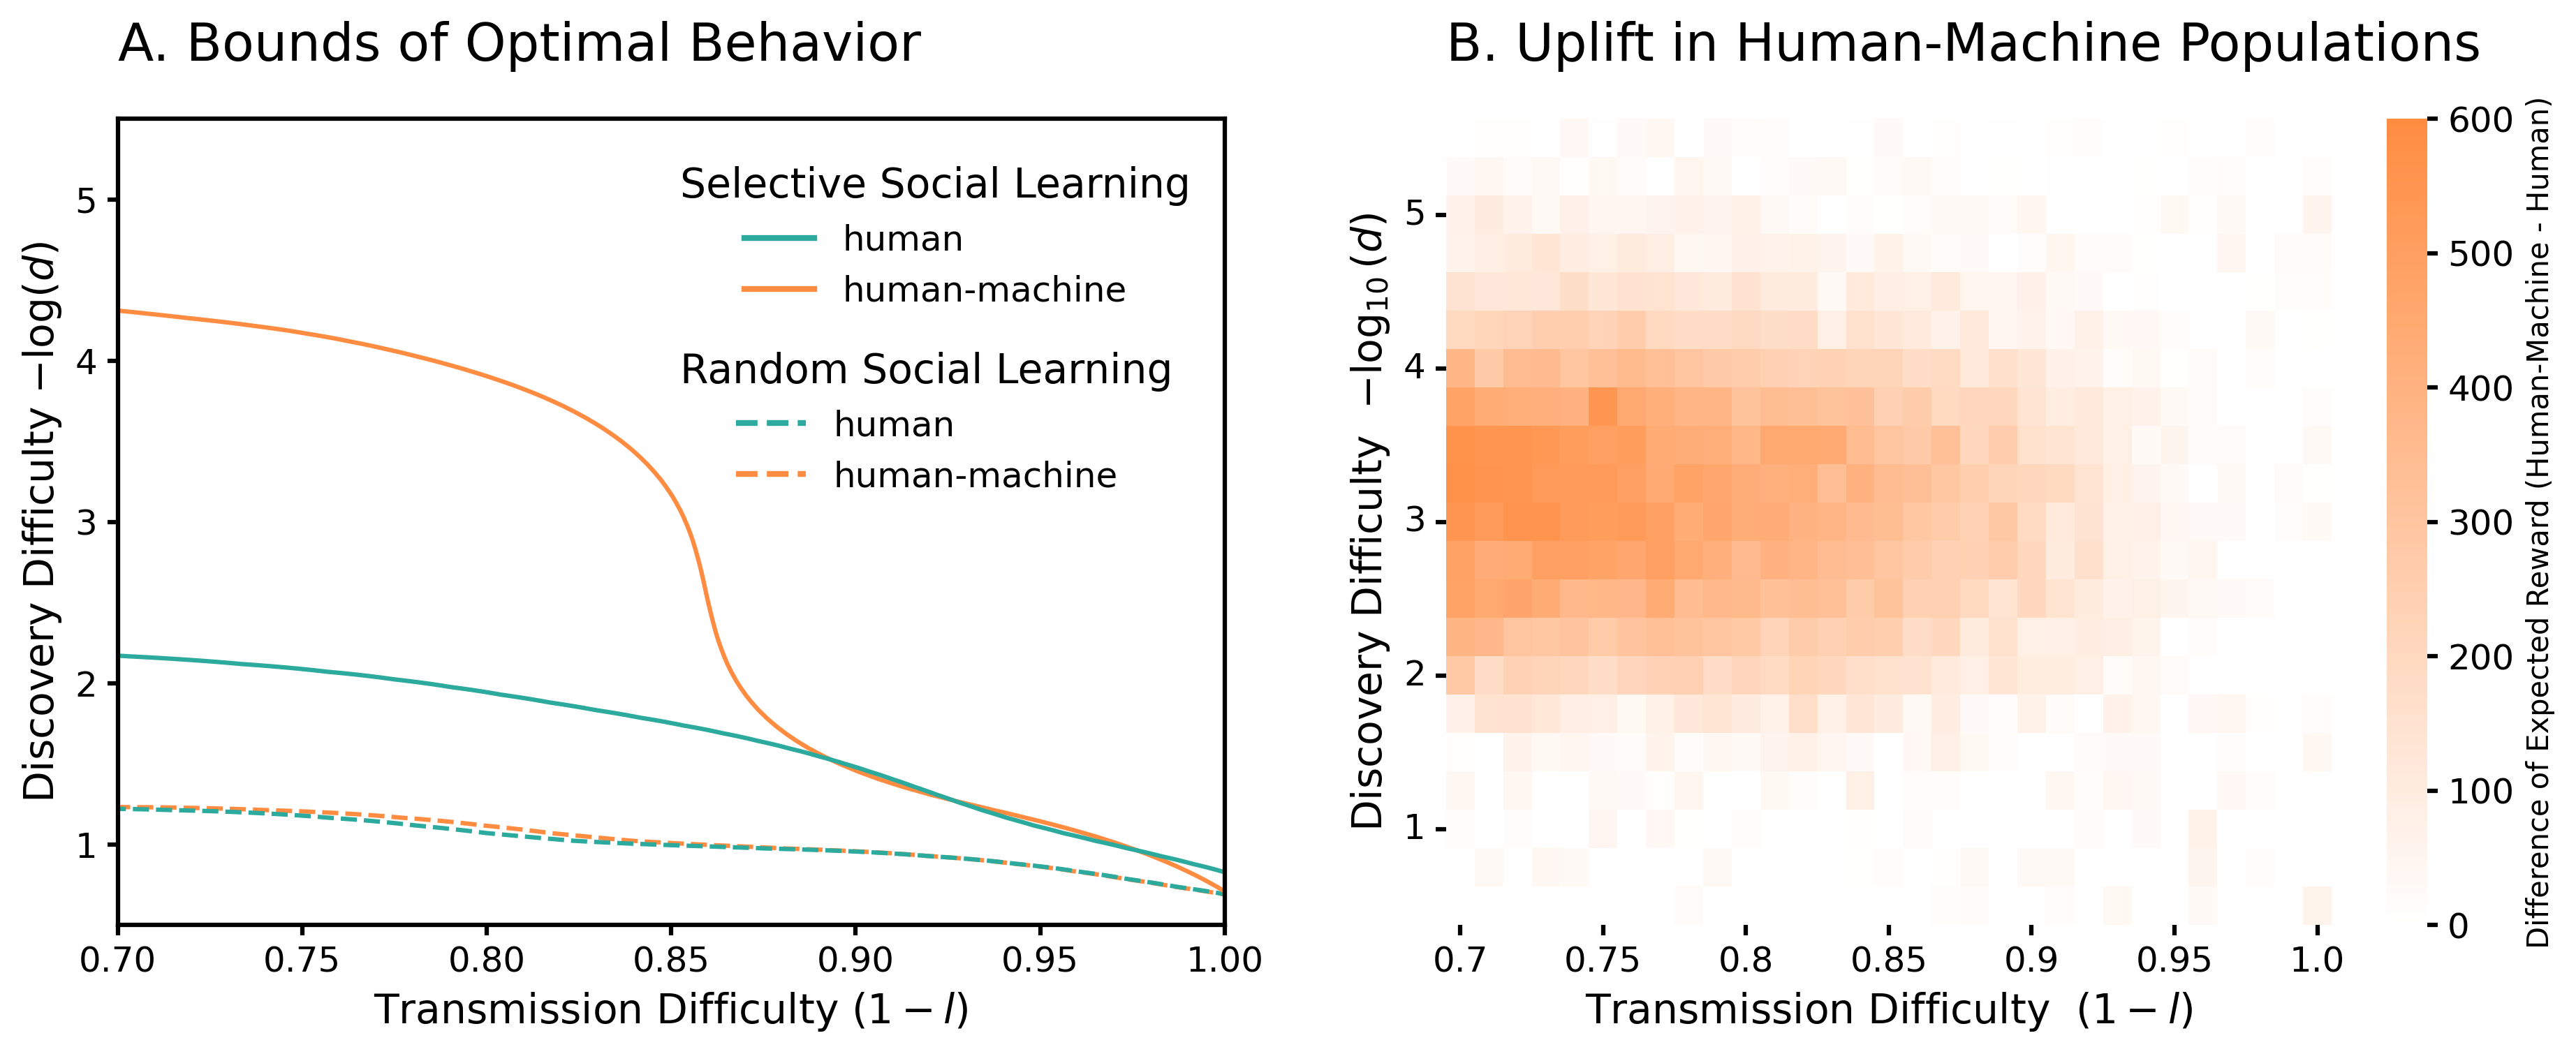 A. Bounds of Optimal Behavior
Discovery Difficulty −log(d)
5
4
3
2
1
Selective Social Learning
human
human-machine
Random Social Learning
human
human-machine
0.70 0.75 0.80 0.85 0.90 0.95 1.00
Transmission Difficulty (1 − l)
B. Uplift in Human-Machine Populations
Discovery Difficulty −log₁₀ (d)
5
4
3
2
1
0.7 0.75 0.8 0.85 0.9 0.95 1.0
Transmission Difficulty (1 − l)
600
500
400
300
200
100
0
Difference of Expected Reward (Human-Machine - Human)